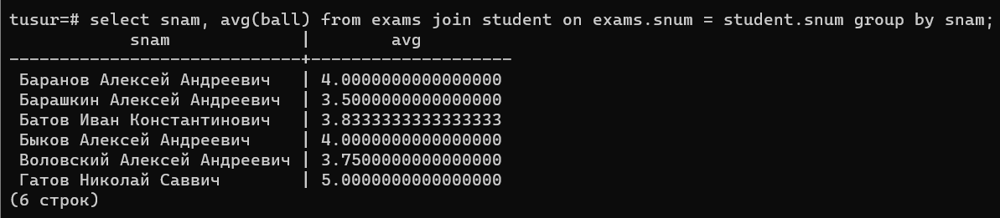 tusur=# select snam, avg(ball) from exams join student on exams.snum = student.snum group by snam;
            snam             |        avg
-----------------------------+--------------------
 Баранов Алексей Андреевич   | 4.0000000000000000
 Барашкин Алексей Андреевич  | 3.5000000000000000
 Батов Иван Константинович   | 3.8333333333333333
 Быков Алексей Андреевич     | 4.0000000000000000
 Воловский Алексей Андреевич | 3.7500000000000000
 Гатов Николай Саввич        | 5.0000000000000000
(6 строк)